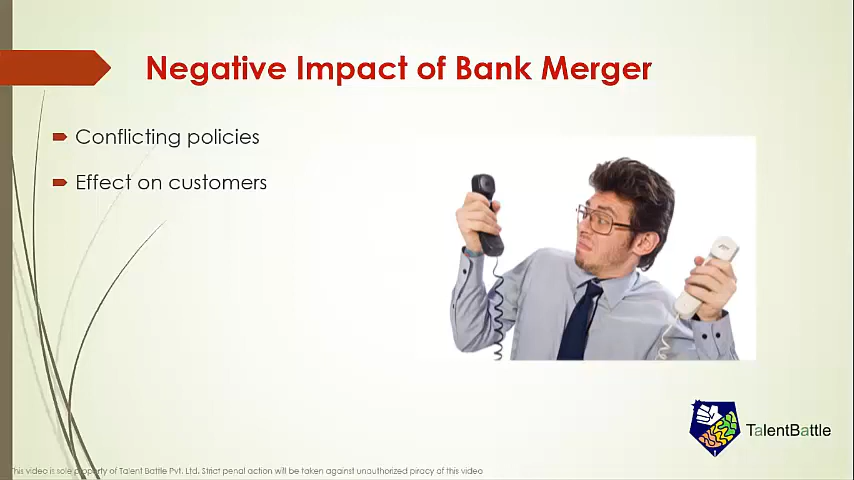 Negative Impact of Bank Merger
Conflicting policies
Effect on customers
TalentBattle
This video is sole property of Talent Battle Pvt. Ltd. Strict penal action will be taken against unauthorized piracy of this video